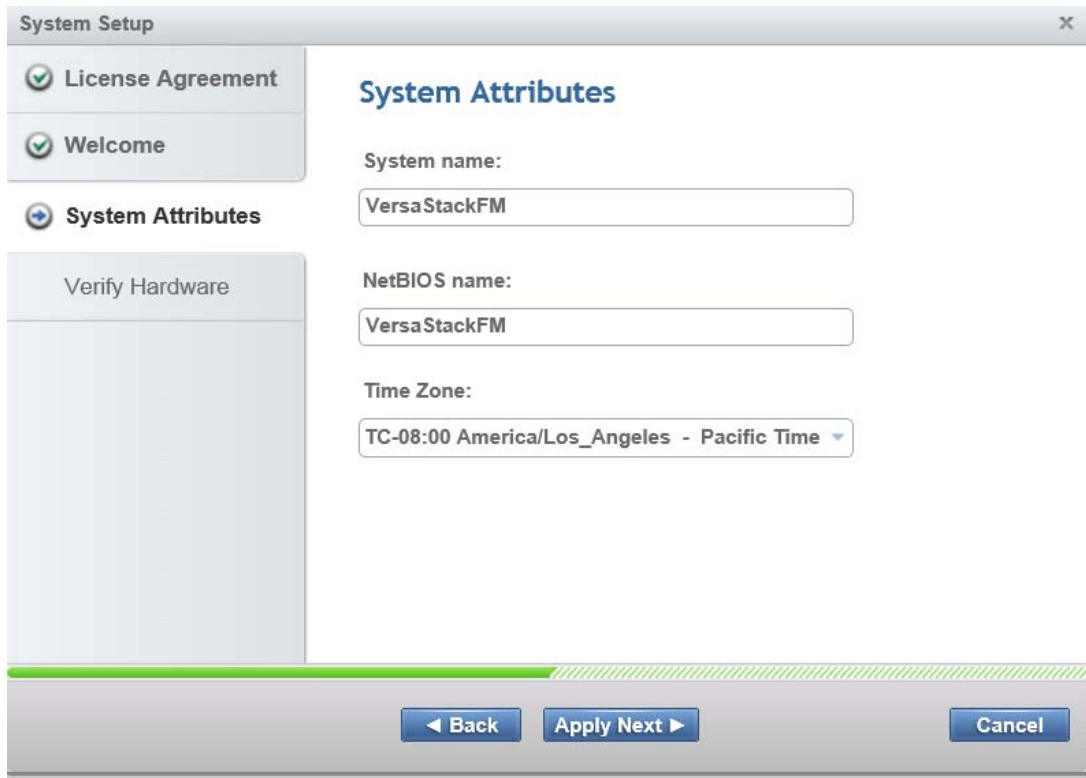 System Setup
x
License Agreement
Welcome
System Attributes
Verify Hardware
System Attributes
System name:
VersaStackFM
NetBIOS name:
VersaStackFM
Time Zone:
TC-08:00 America/Los_Angeles - Pacific Time
Back
Apply Next
Cancel